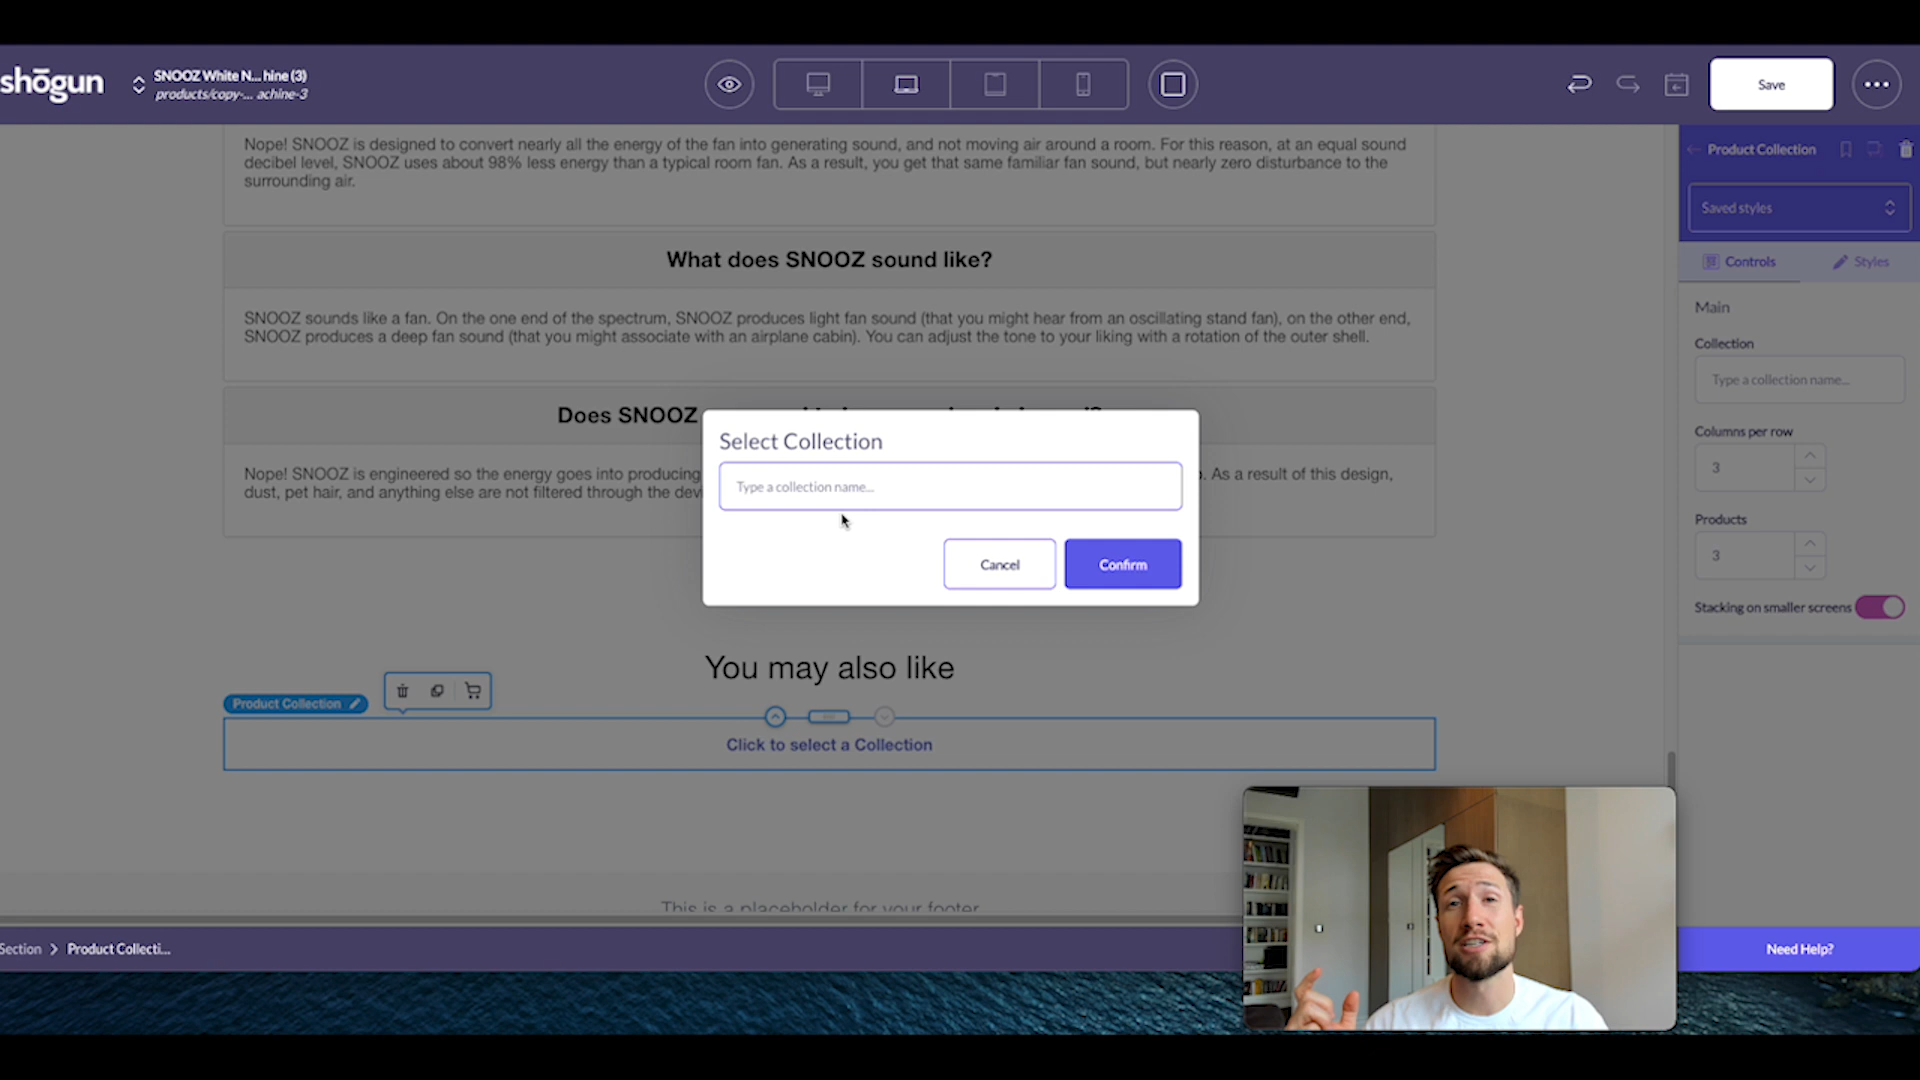 shōgun
SNOOZ White N... hine (3)
products/copy-... achine-3
Save
Nope! SNOOZ is designed to convert nearly all the energy of the fan into generating sound, and not moving air around a room. For this reason, at an equal sound
decibel level, SNOOZ uses about 98% less energy than a typical room fan. As a result, you get that same familiar fan sound, but nearly zero disturbance to the
surrounding air.
What does SNOOZ sound like?
SNOOZ sounds like a fan. On the one end of the spectrum, SNOOZ produces light fan sound (that you might hear from an oscillating stand fan), on the other end,
SNOOZ produces a deep fan sound (that you might associate with an airplane cabin). You can adjust the tone to your liking with a rotation of the outer shell.
Does SNOOZ
Nope! SNOOZ is engineered so the energy goes into producing
. As a result of this design,
dust, pet hair, and anything else are not filtered through the dev
Select Collection
Type a collection name...
Cancel
Confirm
You may also like
Product Collection
Click to select a Collection
This is a placeholder for your footer
Section > Product Collecti...
Product Collection
Saved styles
Controls
Styles
Main
Collection
Type a collection name...
Columns per row
3
Products
3
Stacking on smaller screens
Need Help?